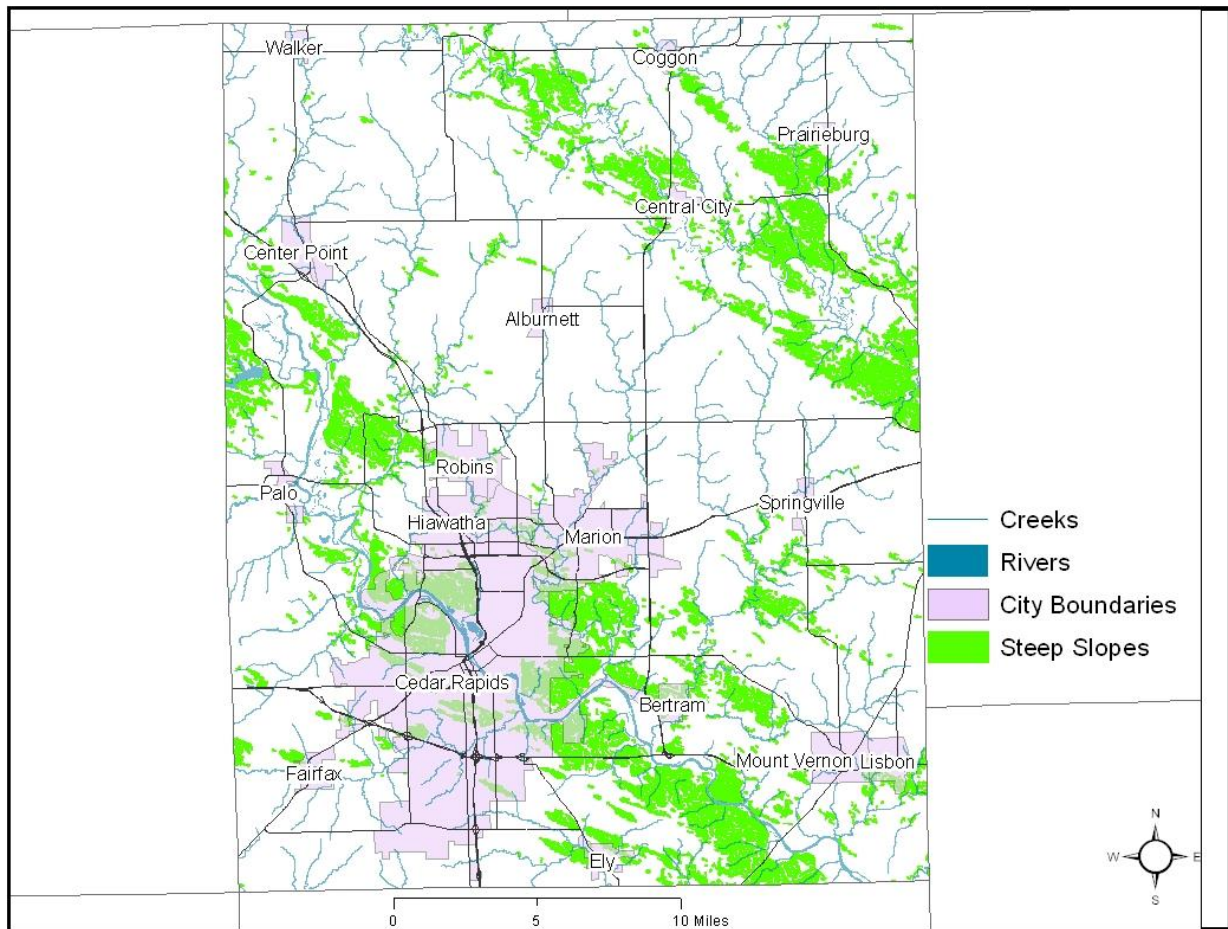 Walker
Coggon
Prairieburg
Central City
Center Point
Alburnett
Robins
Palo
Springville
Hiawatha
Marion
Creeks
Rivers
City Boundaries
Steep Slopes
Cedar Rapids
Bertram
Mount Vernon
Lisbon
Fairfax
Ely
N
W
E
S
0 5 10 Miles